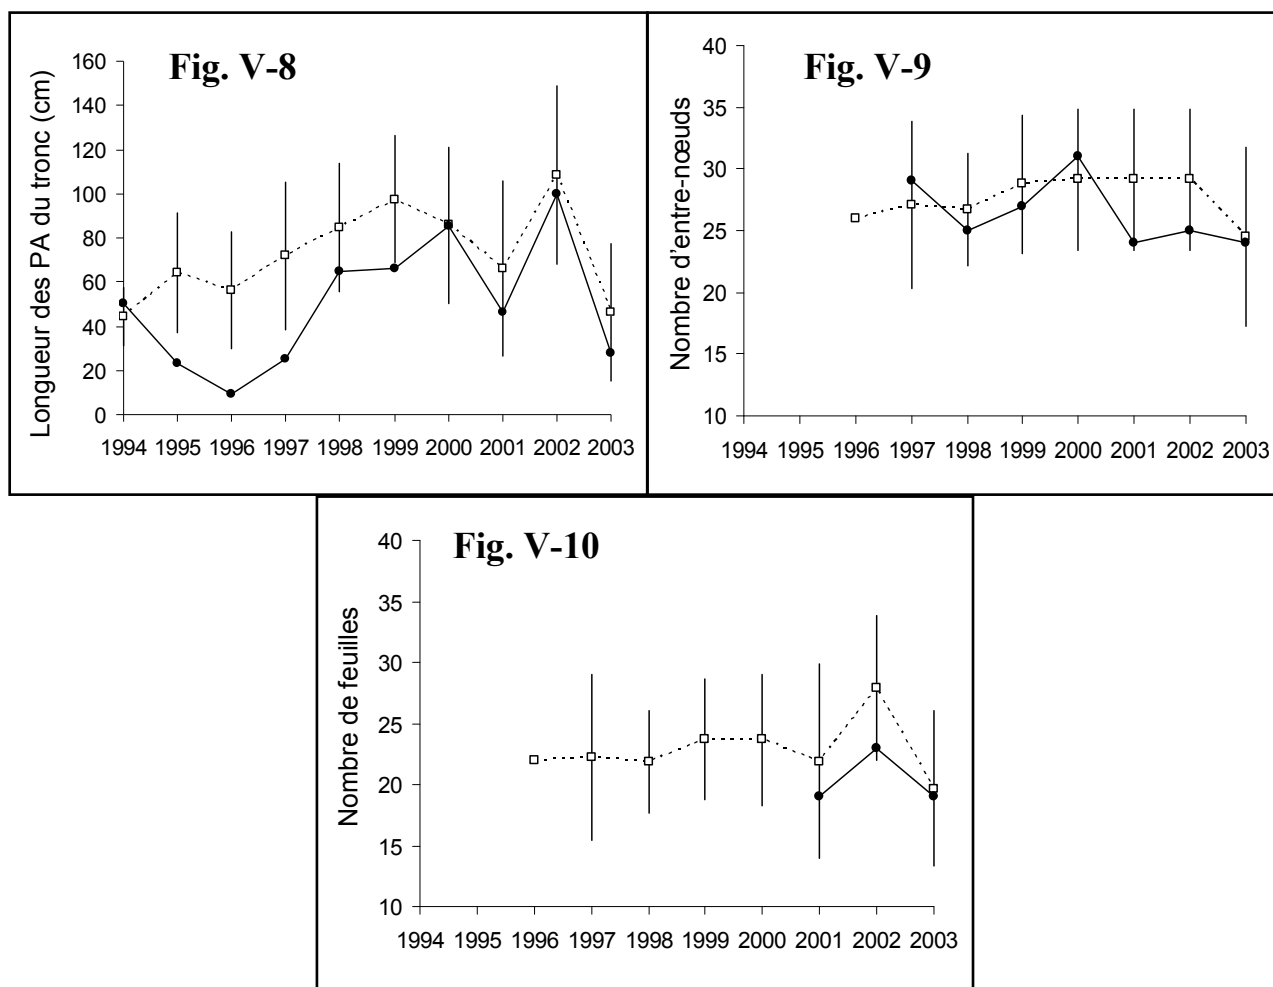 Fig. V-8
Longueur des PA du tronc (cm)
160
140
120
100
80
60
40
20
0
1994 1995 1996 1997 1998 1999 2000 2001 2002 2003
Fig. V-9
Nombre d'entre-nœuds
40
35
30
25
20
15
10
1994 1995 1996 1997 1998 1999 2000 2001 2002 2003
Fig. V-10
Nombre de feuilles
40
35
30
25
20
15
10
1994 1995 1996 1997 1998 1999 2000 2001 2002 2003